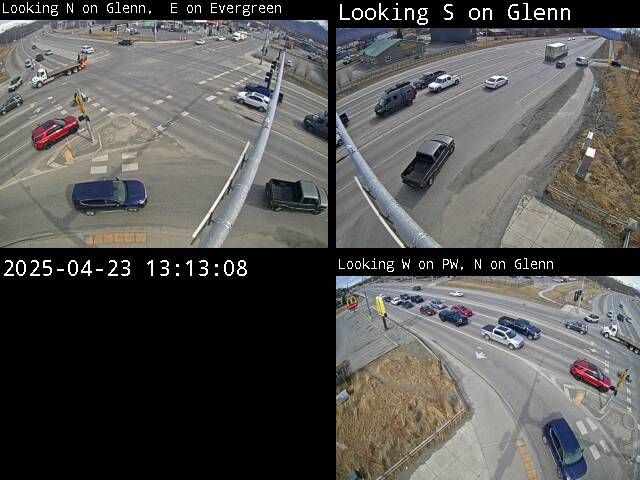 Looking N on Glenn,  E on Evergreen
Looking S on Glenn
2025-04-23 13:13:08
Looking W on PW, N on Glenn